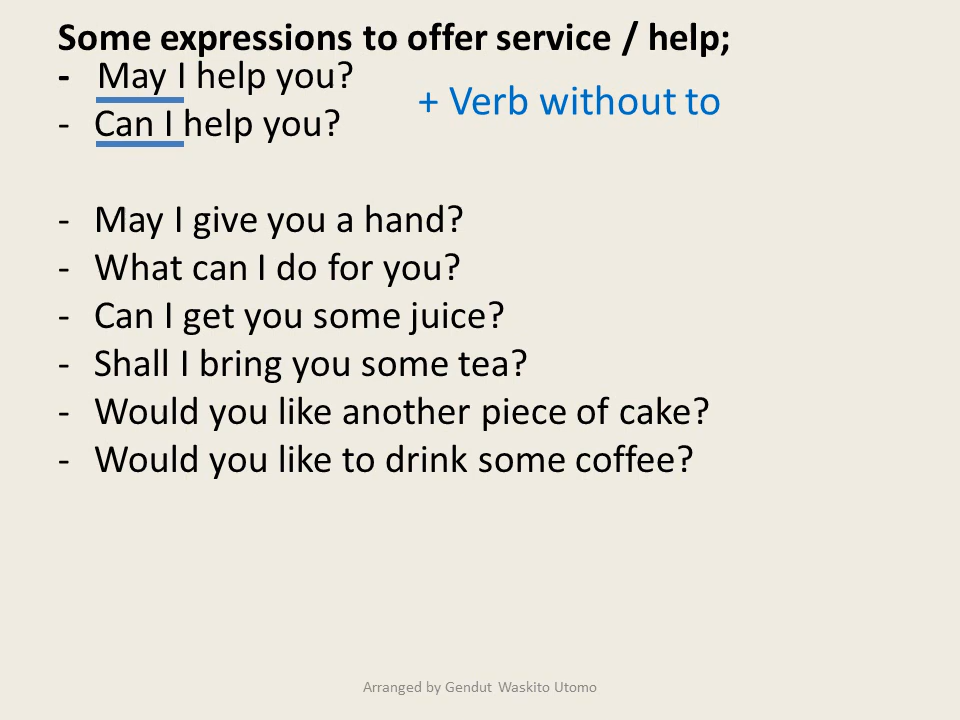 Some expressions to offer service / help;
- May I help you?
+ Verb without to
- Can I help you?
- May I give you a hand?
- What can I do for you?
- Can I get you some juice?
- Shall I bring you some tea?
- Would you like another piece of cake?
- Would you like to drink some coffee?
Arranged by Gendut Waskito Utomo